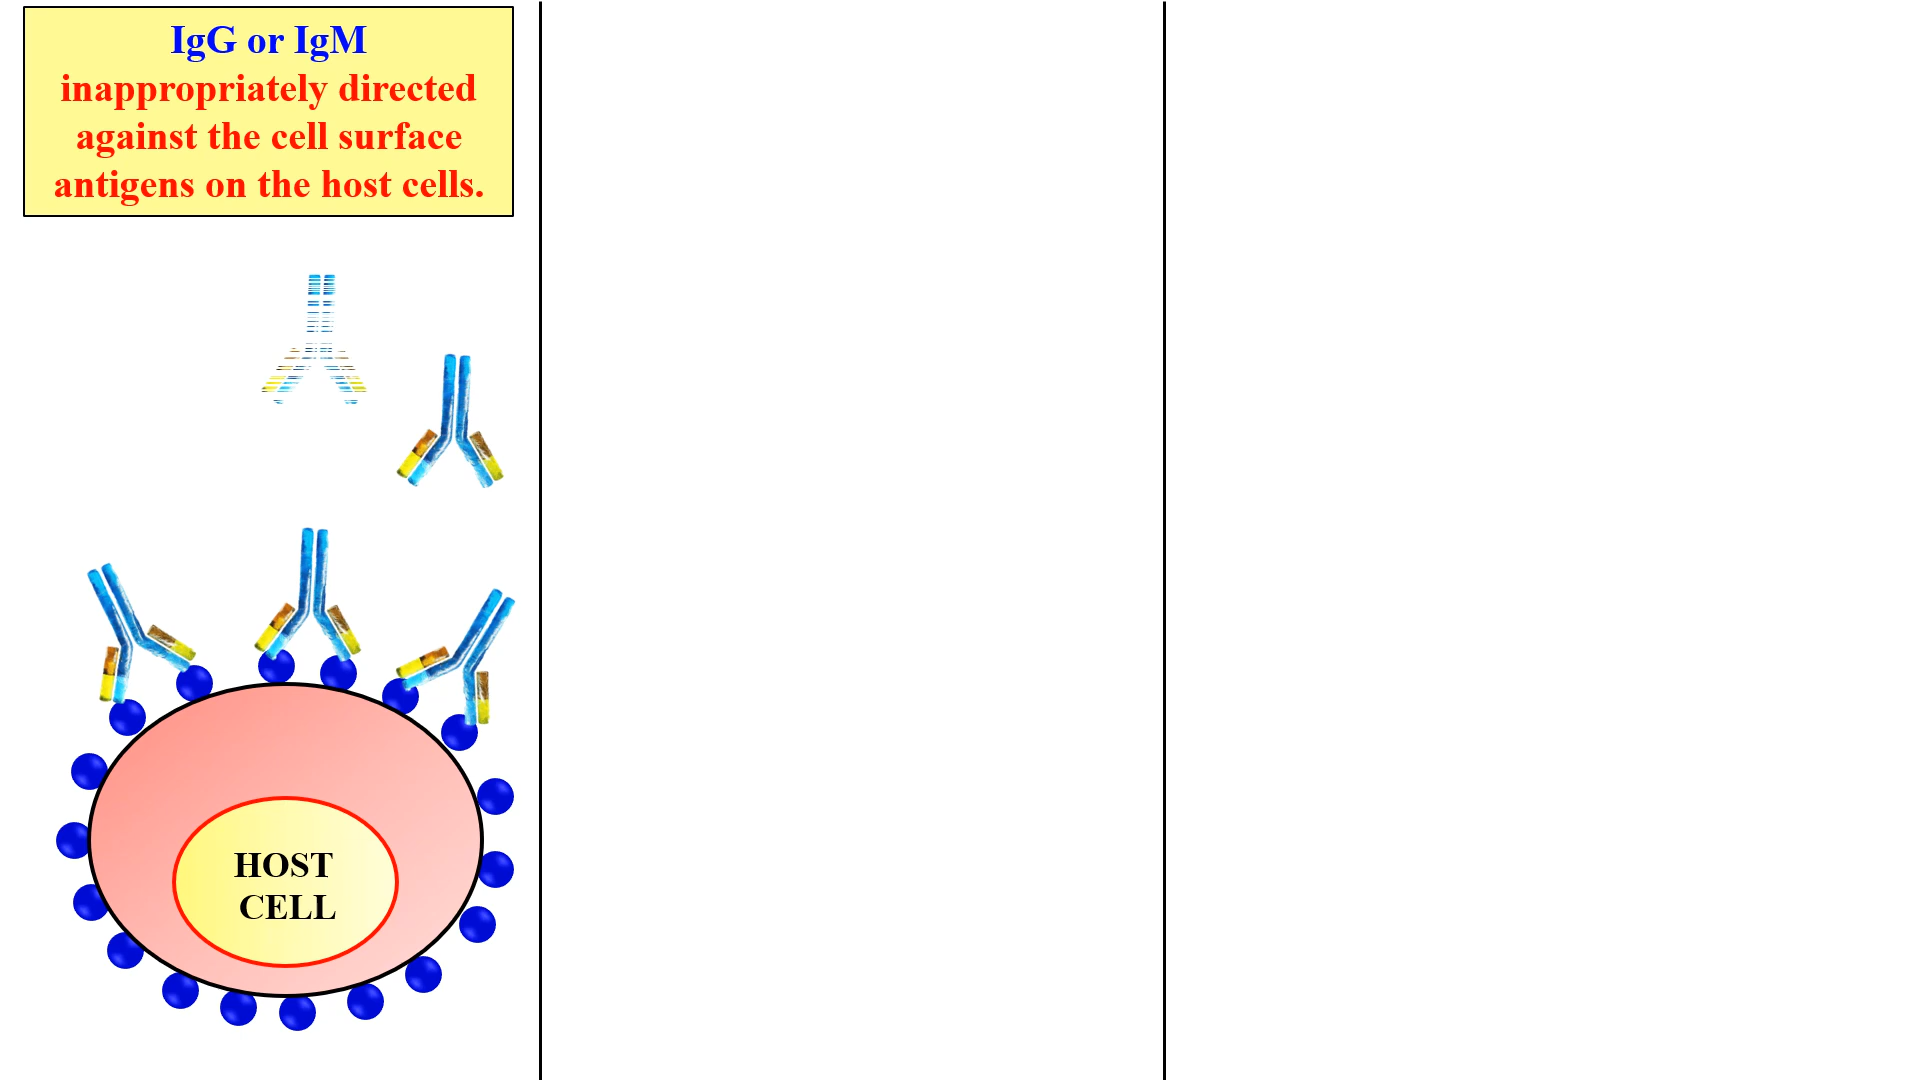 IgG or IgM
inappropriately directed
against the cell surface
antigens on the host cells.
HOST
CELL